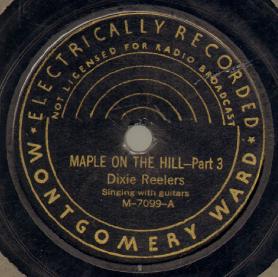 ★ ELECTRICALLY RECORDED ★
NOT LICENSED FOR RADIO BROADCAST
MAPLE ON THE HILL—Part 3
Dixie Reelers
Singing with guitars
M-7099-A
MONTGOMERY WARD